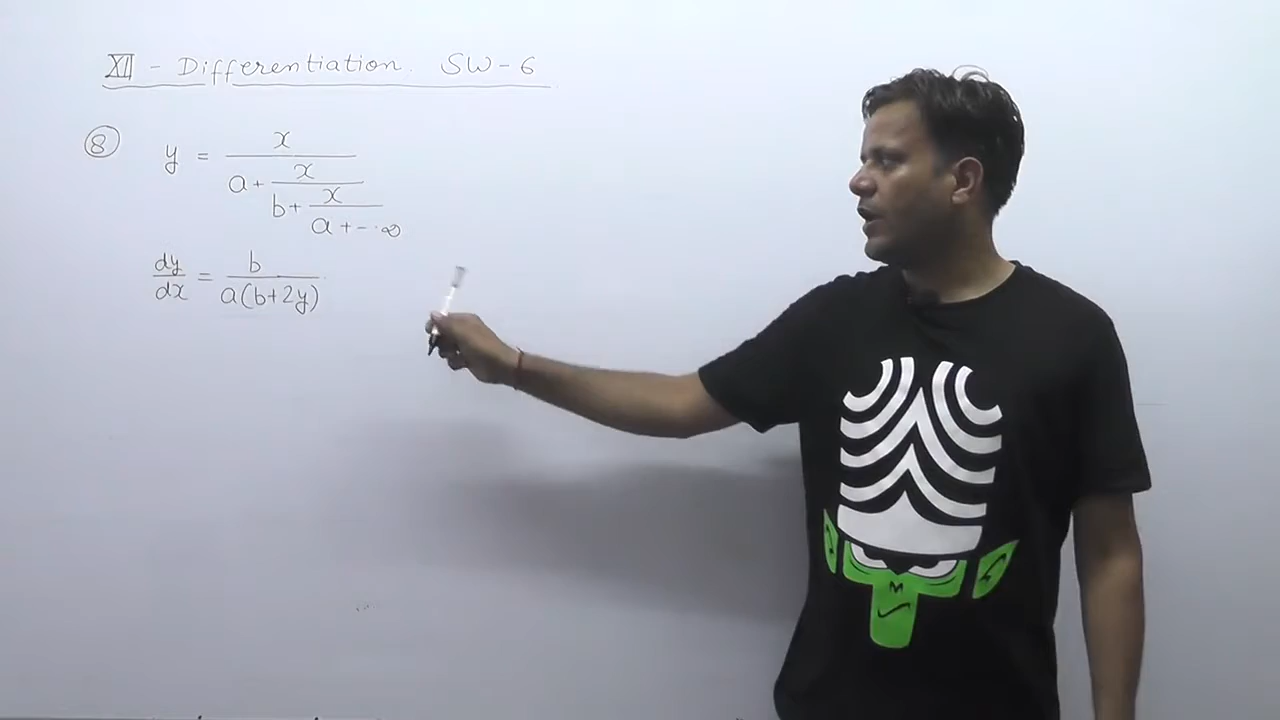 XII - Differentiation. SW-6
⑧ y = x / (a + x / (b + x / (a + -- ∞)))
dy/dx = b / a(b+2y)